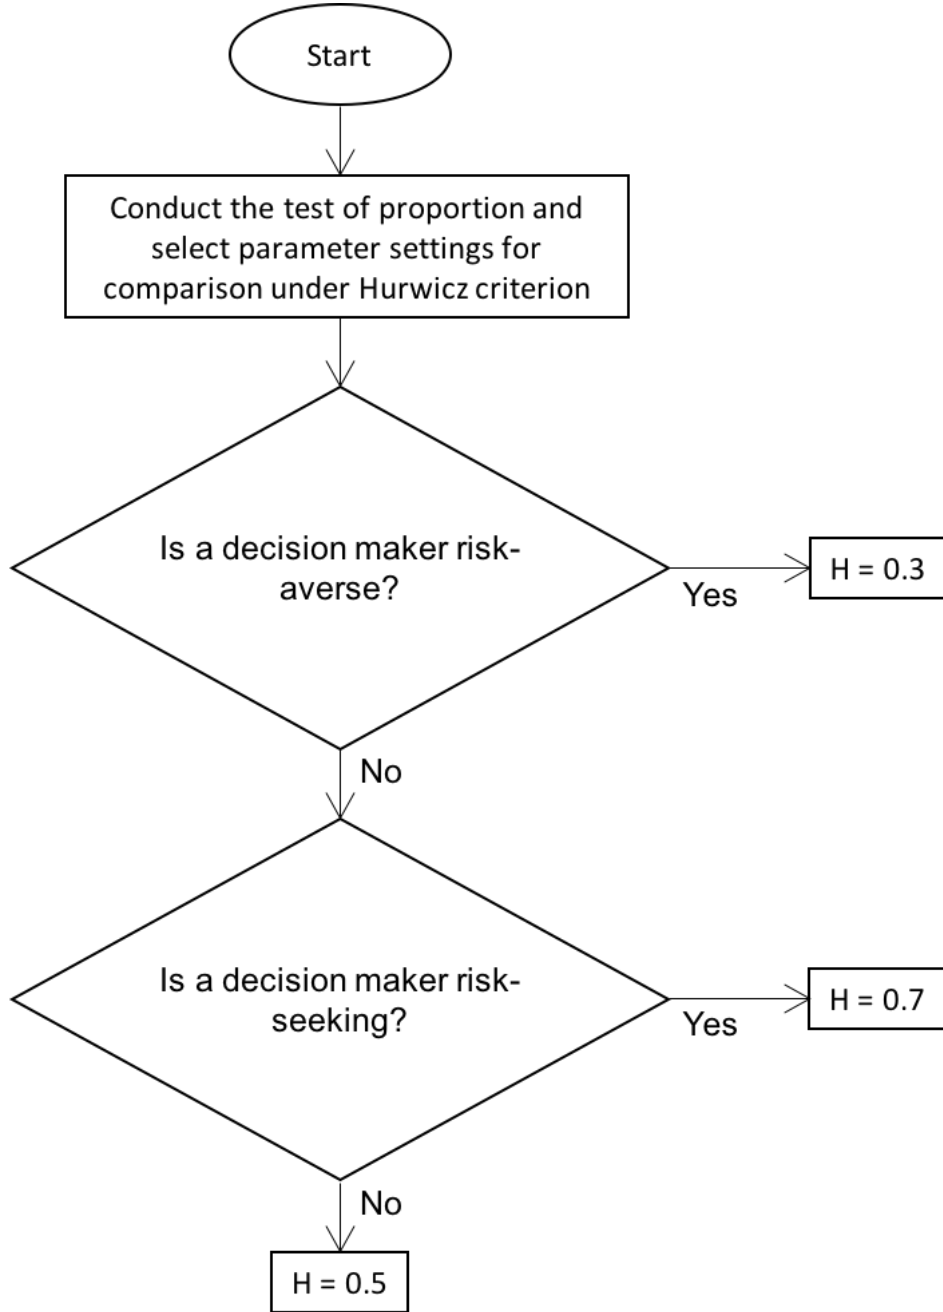 Start
Conduct the test of proportion and
select parameter settings for
comparison under Hurwicz criterion
Is a decision maker risk-
averse?
Yes
H = 0.3
No
Is a decision maker risk-
seeking?
Yes
H = 0.7
No
H = 0.5